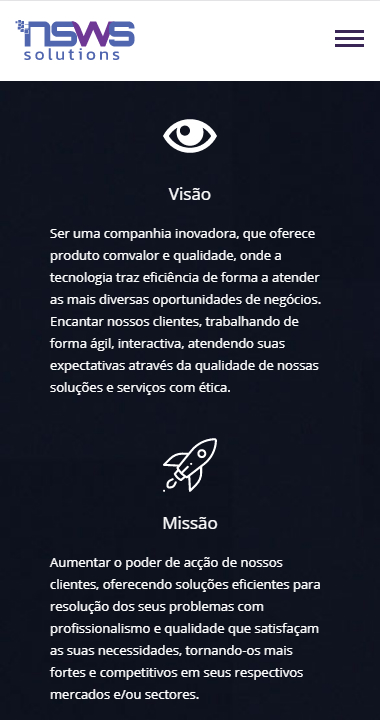 nsws
solutions
Visão
Ser uma companhia inovadora, que oferece
produto comvalor e qualidade, onde a
tecnologia traz eficiência de forma a atender
as mais diversas oportunidades de negócios.
Encantar nossos clientes, trabalhando de
forma ágil, interactiva, atendendo suas
expectativas através da qualidade de nossas
soluções e serviços com ética.
Missão
Aumentar o poder de acção de nossos
clientes, oferecendo soluções eficientes para
resolução dos seus problemas com
profissionalismo e qualidade que satisfaçam
as suas necessidades, tornando-os mais
fortes e competitivos em seus respectivos
mercados e/ou sectores.